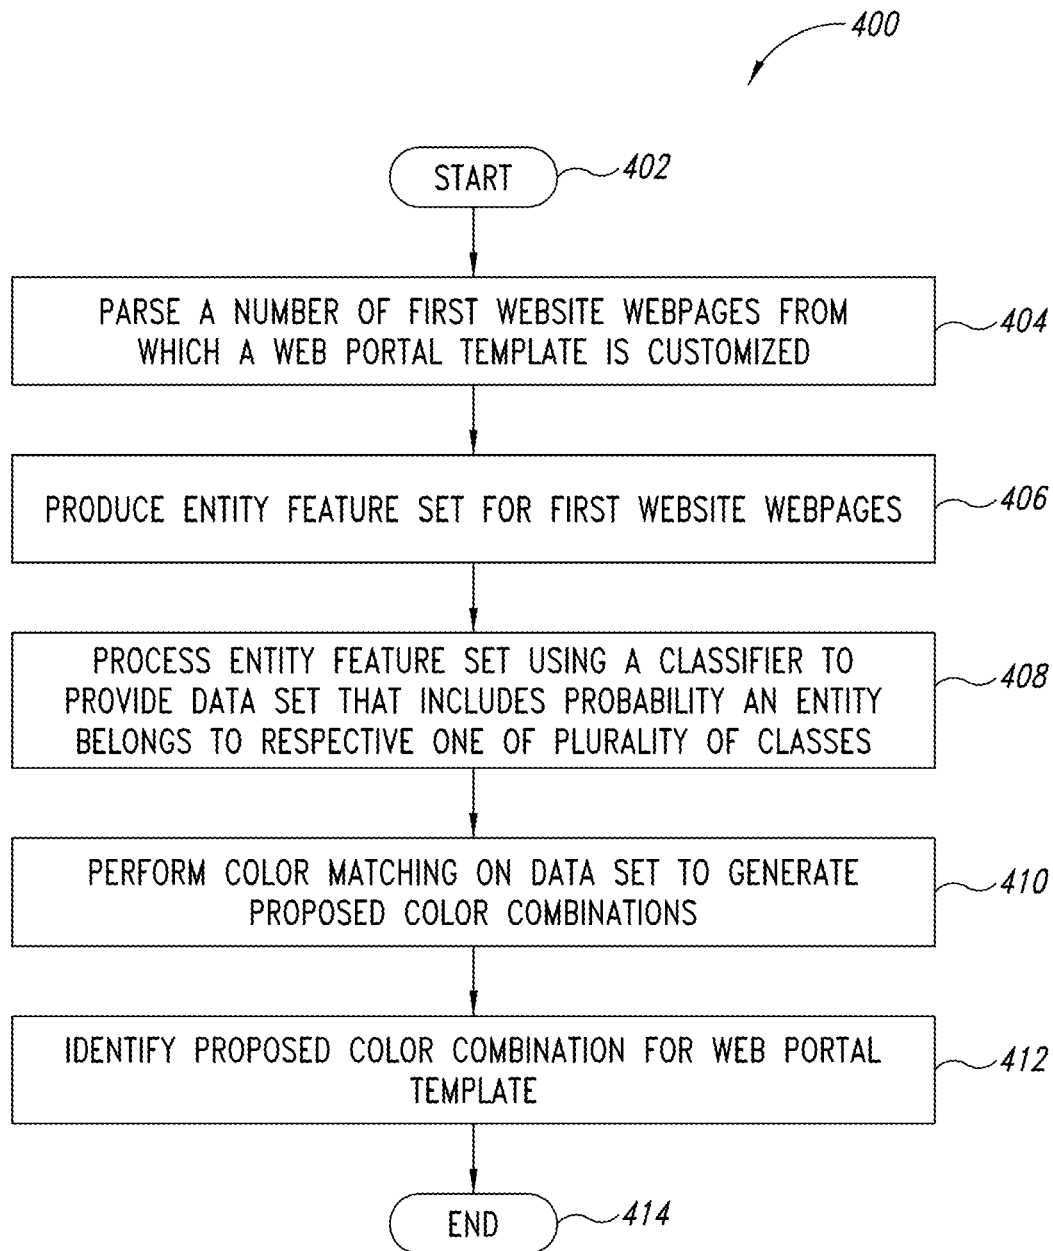 400
START
402
PARSE A NUMBER OF FIRST WEBSITE WEBPAGES FROM
WHICH A WEB PORTAL TEMPLATE IS CUSTOMIZED
404
PRODUCE ENTITY FEATURE SET FOR FIRST WEBSITE WEBPAGES
406
PROCESS ENTITY FEATURE SET USING A CLASSIFIER TO
PROVIDE DATA SET THAT INCLUDES PROBABILITY AN ENTITY
BELONGS TO RESPECTIVE ONE OF PLURALITY OF CLASSES
408
PERFORM COLOR MATCHING ON DATA SET TO GENERATE
PROPOSED COLOR COMBINATIONS
410
IDENTIFY PROPOSED COLOR COMBINATION FOR WEB PORTAL
TEMPLATE
412
END
414